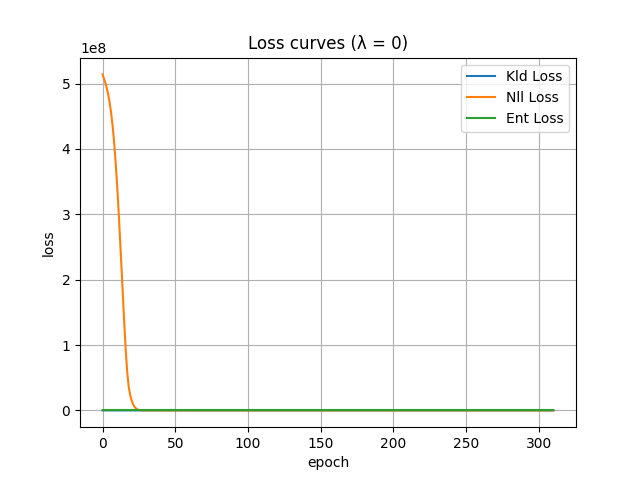 Loss curves (λ = 0)
1e8
Kld Loss
Nll Loss
Ent Loss
5
4
3
2
1
0
loss
0 50 100 150 200 250 300
epoch